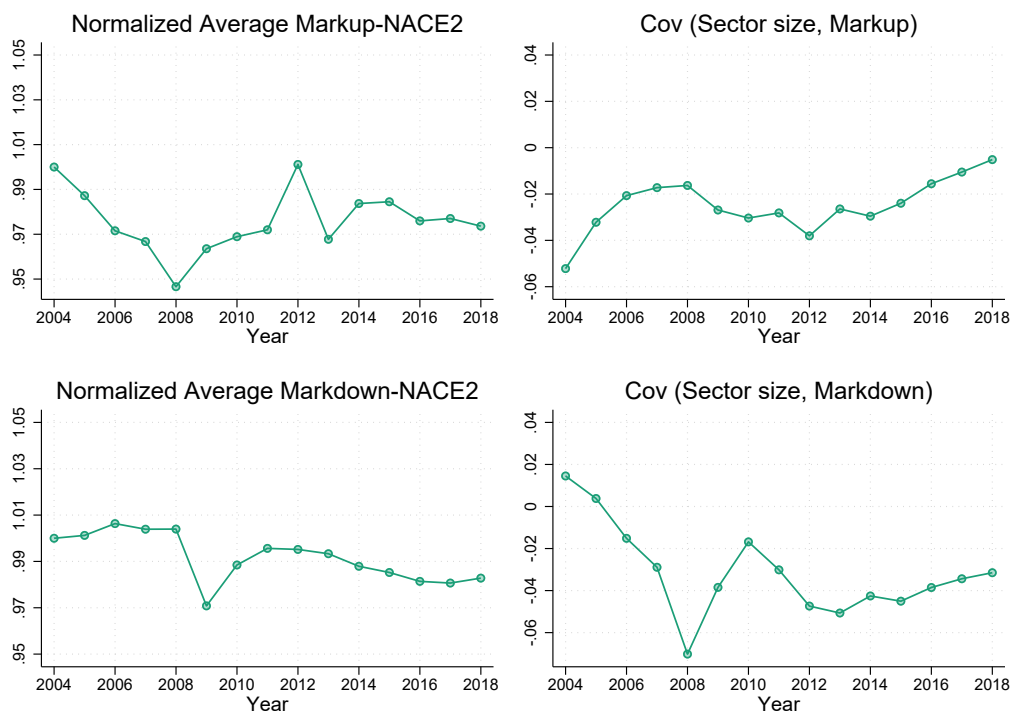 Normalized Average Markup-NACE2
1.05
1.03
1.01
.99
.97
.95
2004 2006 2008 2010 2012 2014 2016 2018
Year
Cov (Sector size, Markup)
.04
.02
0
-.02
-.04
-.06
2004 2006 2008 2010 2012 2014 2016 2018
Year
Normalized Average Markdown-NACE2
1.05
1.03
1.01
.99
.97
.95
2004 2006 2008 2010 2012 2014 2016 2018
Year
Cov (Sector size, Markdown)
.04
.02
0
-.02
-.04
-.06
2004 2006 2008 2010 2012 2014 2016 2018
Year